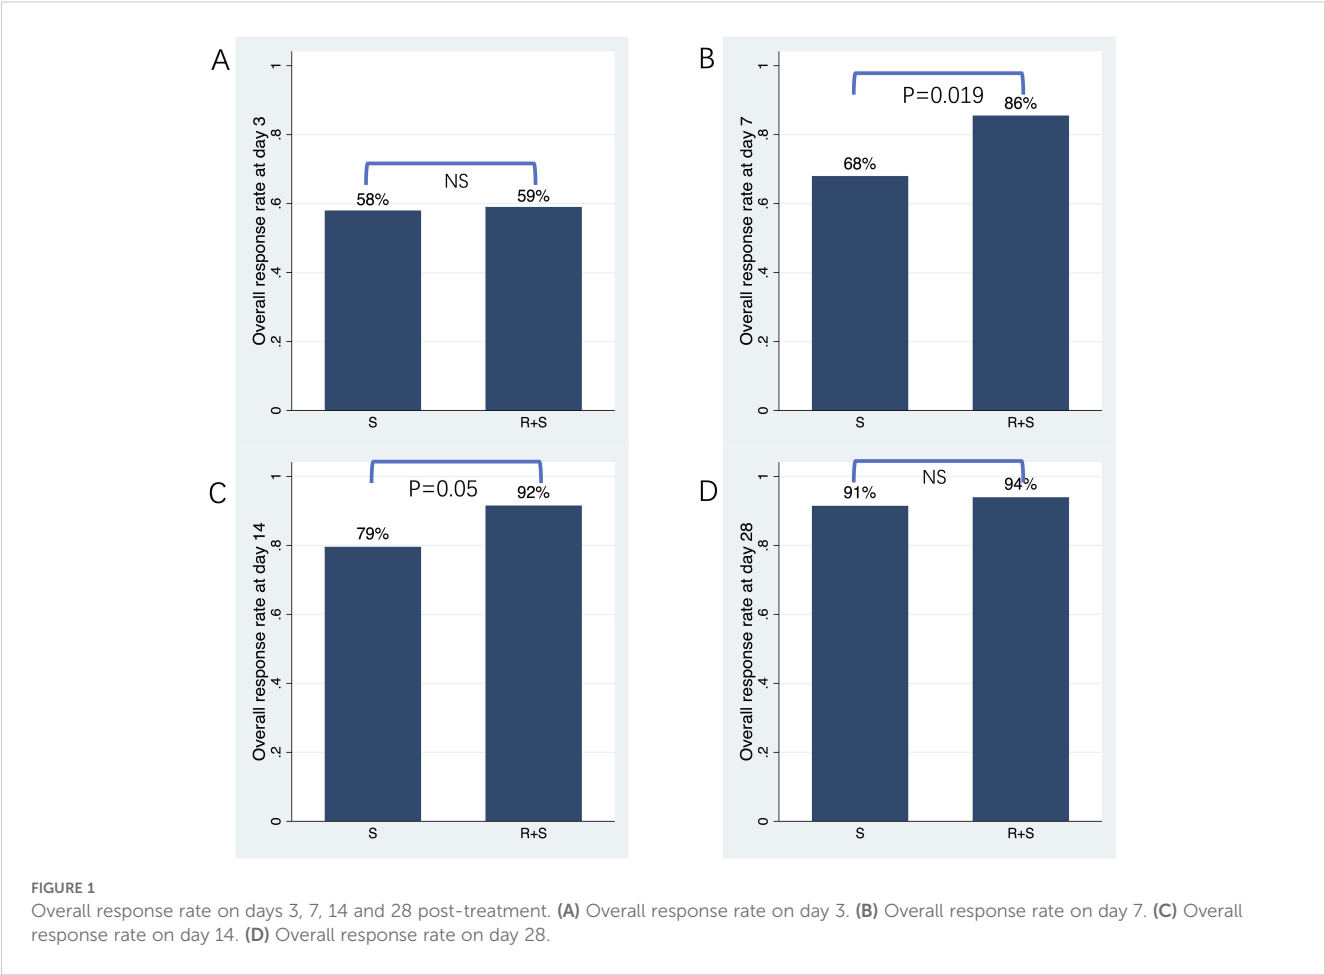 A
Overall response rate at day 3
1
.8
.6
.4
.2
0
NS
58%
59%
S
R+S
B
Overall response rate at day 7
1
.8
.6
.4
.2
0
P=0.019
68%
86%
S
R+S
C
Overall response rate at day 14
1
.8
.6
.4
.2
0
P=0.05
79%
92%
S
R+S
D
Overall response rate at day 28
1
.8
.6
.4
.2
0
NS
91%
94%
S
R+S
FIGURE 1
Overall response rate on days 3, 7, 14 and 28 post-treatment. (A) Overall response rate on day 3. (B) Overall response rate on day 7. (C) Overall
response rate on day 14. (D) Overall response rate on day 28.